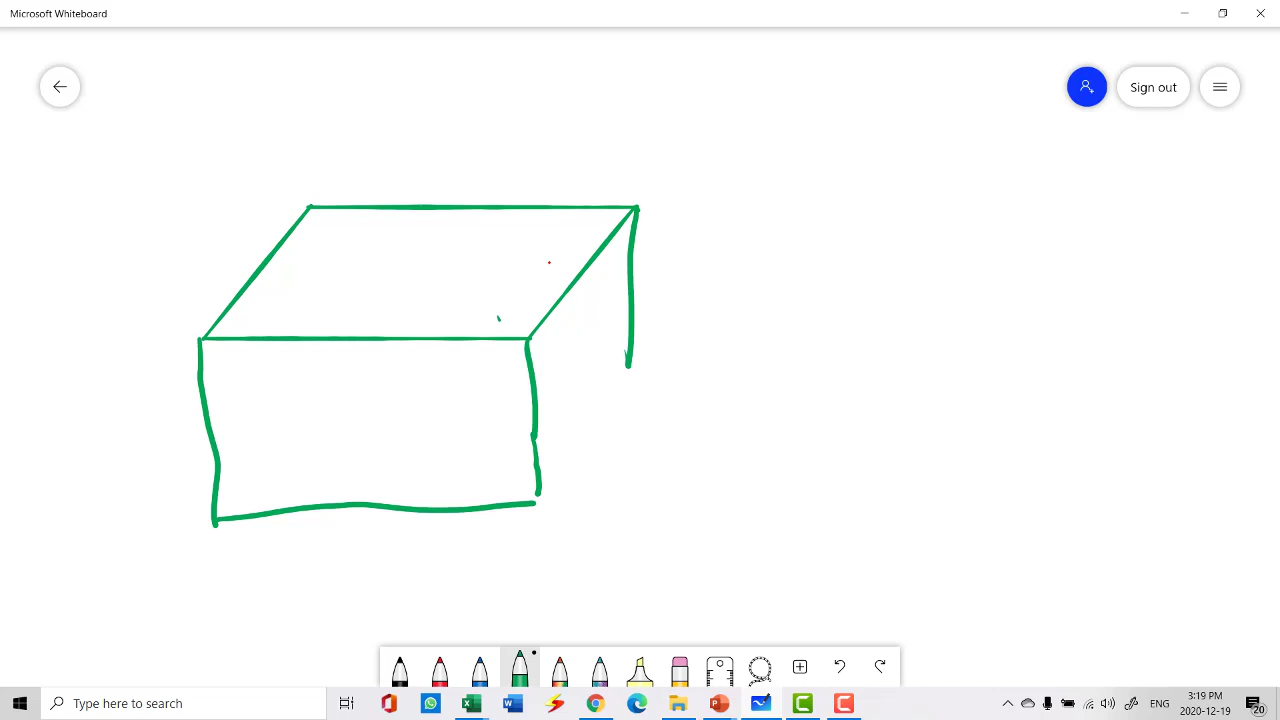 Microsoft Whiteboard
Sign out
Type here to search
ENG
3:19 PM
2020-12-19
20